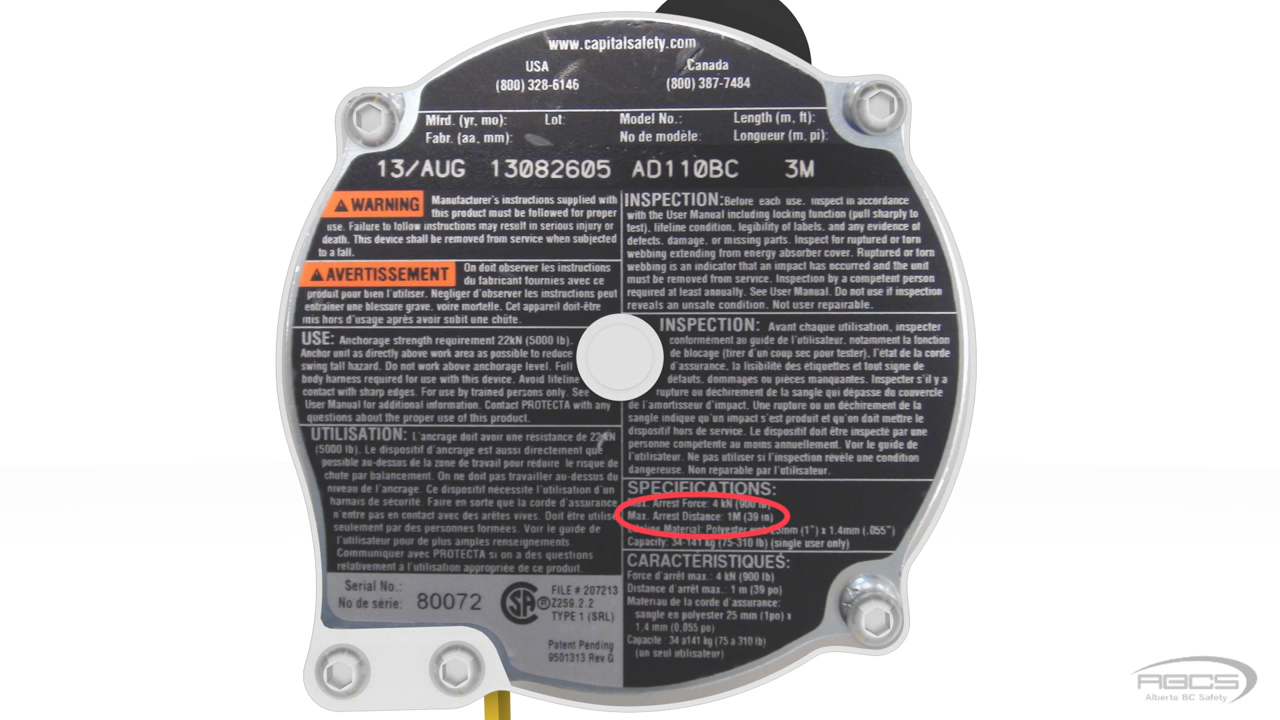 www.capitalsafety.com
USA
(800) 328-6146
Canada
(800) 387-7484
Mfrd. (yr, mo): Lot: Model No.: Length (m, ft):
Fabr. (aa, mm): No de modèle: Longueur (m, pi):
13/AUG 13082605 AD110BC 3M
WARNING Manufacturer's instructions supplied with
this product must be followed for proper
use. Failure to follow instructions may result in serious injury or
death. This device shall be removed from service when subjected
to a fall.
AVERTISSEMENT On doit observer les instructions
du fabricant fournies avec ce
produit pour bien l'utiliser. Negliger d'observer les instructions peut
entraîner une blessure grave, voire mortelle. Cet appareil doit-être
mis hors d'usage après avoir subit une chûte.
USE: Anchorage strength requirement 22kN (5000 lb).
Anchor unit as directly above work area as possible to reduce
swing fall hazard. Do not work above anchorage level. Full
body harness required for use with this device. Avoid lifeline
contact with sharp edges. For use by trained persons only. See
User Manual for additional information. Contact PROTECTA with any
questions about the proper use of this product.
UTILISATION: L'ancrage doit avoir une résistance de 22kN
(5000 lb). Le dispositif d'ancrage est aussi directement que
possible au-dessus de la zone de travail pour reduire le risque de
chute par balancement. On ne doit pas travailler au-dessus du
niveau de l'ancrage. Ce dispositif nécessite l'utilisation d'un
harnais de sécurité. Faire en sorte que la corde d'assurance
n'entre pas en contact avec des arêtes vives. Doit être utilisé
seulement par des personnes formées. Voir le guide de
l'utilisateur pour de plus amples renseignements.
Communiquer avec PROTECTA si on a des questions
relativement à l'utilisation appropriée de ce produit.
Serial No.:
No de série: 80072
CSA
®
FILE # 207213
Z259.2.2
TYPE 1 (SRL)
Patent Pending
9501313 Rev G
INSPECTION: Before each use, inspect in accordance
with the User Manual including locking function (pull sharply to
test), lifeline condition, legibility of labels, and any evidence of
defects, damage, or missing parts. Inspect for ruptured or torn
webbing extending from energy absorber cover. Ruptured or torn
webbing is an indicator that an impact has occurred and the unit
must be removed from service. Inspection by a competent person
required at least annually. See User Manual. Do not use if inspection
reveals an unsafe condition. Not user repairable.
INSPECTION: Avant chaque utilisation, inspecter
conformement au guide de l'utilisateur, notamment la fonction
de blocage (tirer d'un coup sec pour tester), l'état de la corde
d'assurance, la lisibilité des étiquettes et tout signe de
défauts, dommages ou pièces manquantes. Inspecter s'il y a
rupture ou déchirement de la sangle qui dépasse du couvercle
de l'amortisseur d'impact. Une rupture ou un déchirement de la
sangle indique qu'un impact s'est produit et qu'on doit mettre le
dispositif hors de service. Le dispositif doit être inspecté par une
personne competente au moins annuellement. Voir le guide de
l'utilisateur. Ne pas utiliser si l'inspection révèle une condition
dangereuse. Non reparable par l'utilisateur.
SPECIFICATIONS:
Max. Arrest Force: 4 kN (900 lb)
Max. Arrest Distance: 1M (39 in)
Material: Polyester (1") x 1.4mm (.055")
Capacity: 34-141 kg (75-310 lb) (single user only)
CARACTÉRISTIQUES:
Force d'arrêt max.: 4 kN (900 lb)
Distance d'arrêt max.: 1 m (39 po)
Materiau de la corde d'assurance:
sangle en polyester 25 mm (1po) x
1,4 mm (0,055 po)
Capacite: 34 a141 kg (75 a 310 lb)
(un seul utilisateur)
ABCS
Alberta BC Safety